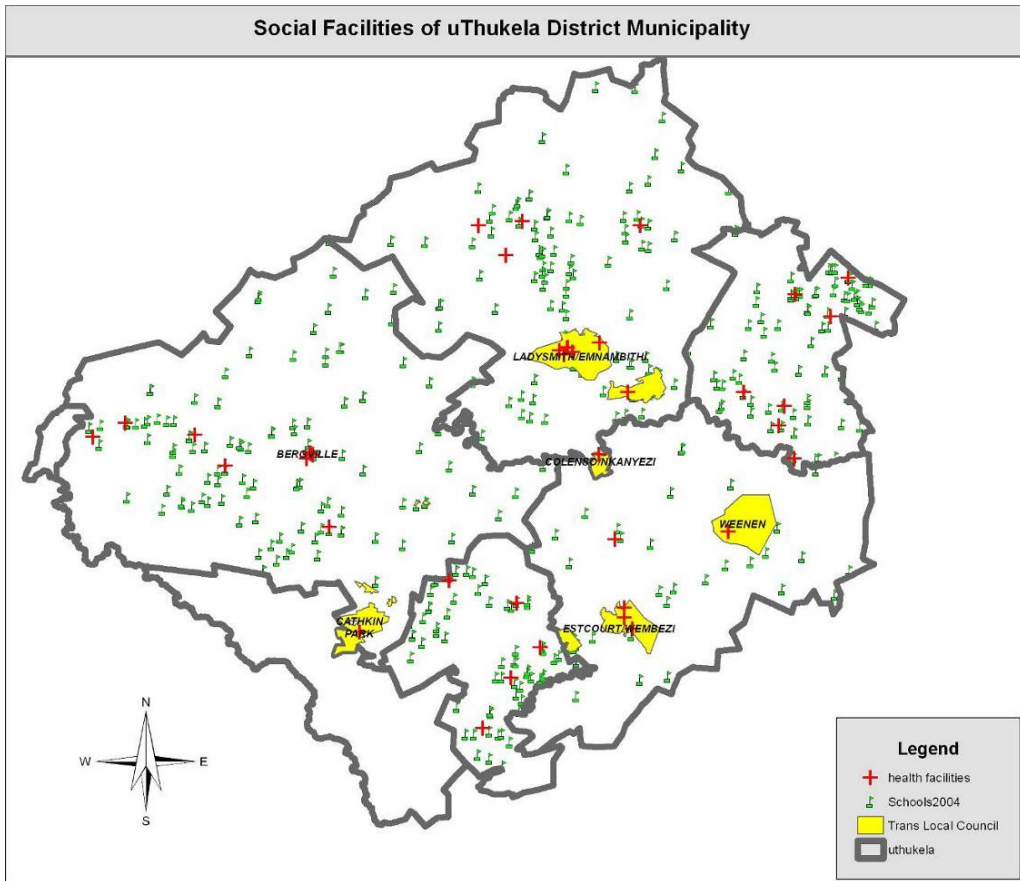 Social Facilities of uThukela District Municipality
LADYSMITH/EMNAMBITHI
BERGVILLE
COLENSO/NKANYEZI
WEENEN
CATHKIN
PARK
ESTCOURT/WEMBEZI
N
W
E
S
Legend
health facilities
Schools2004
Trans Local Council
uthukela